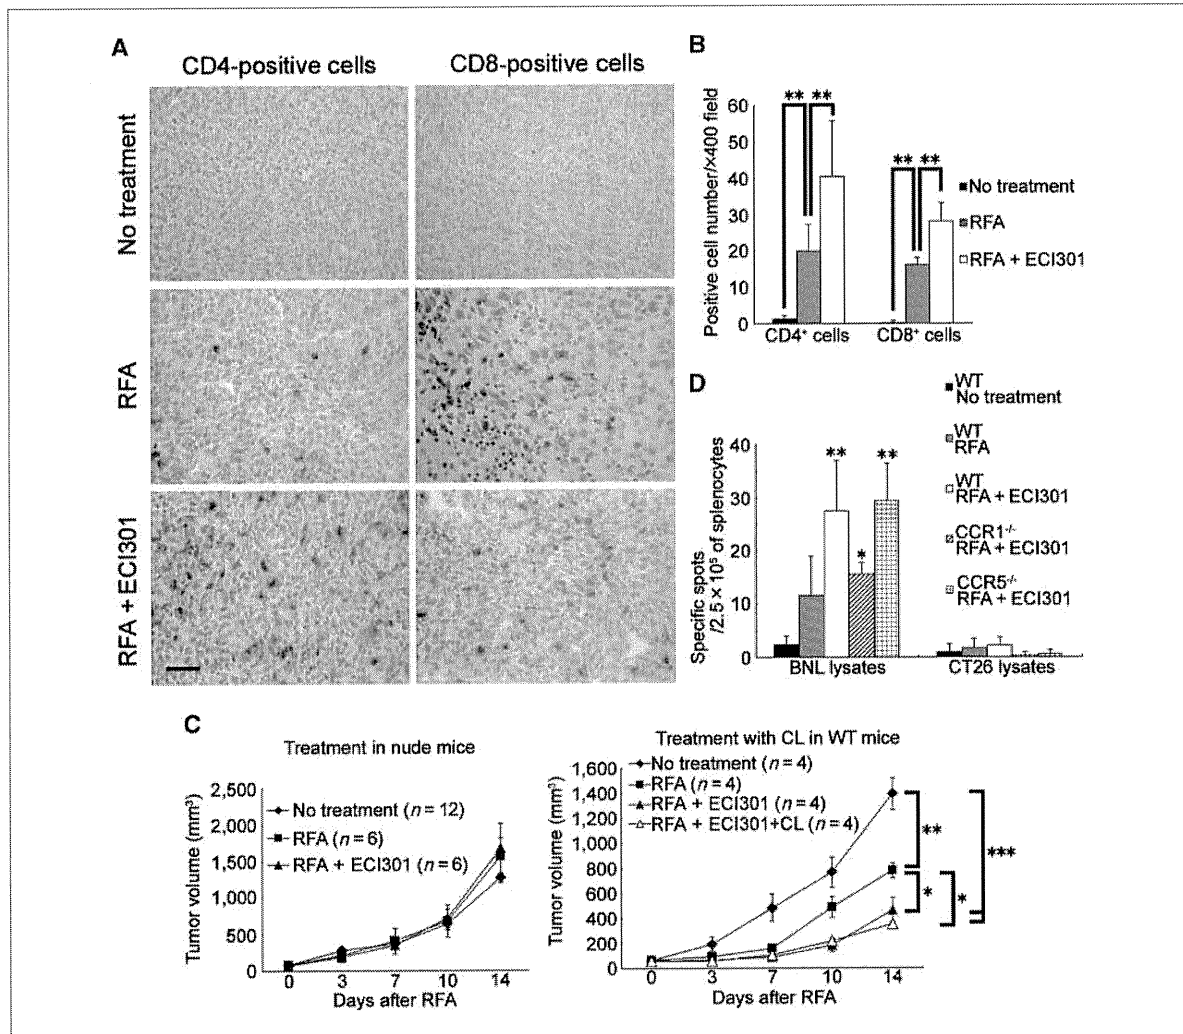 A
CD4-positive cells
CD8-positive cells
No treatment
RFA
RFA + ECI301
B
Positive cell number/×400 field
60
50
40
30
20
10
0
** **
** **
CD4⁺ cells
CD8⁺ cells
No treatment
RFA
RFA + ECI301
D
Specific spots
/2.5 × 10⁵ of splenocytes
40
30
20
10
0
**
*
**
BNL lysates
CT26 lysates
WT
No treatment
WT
RFA
WT
RFA + ECI301
CCR1⁻/⁻
RFA + ECI301
CCR5⁻/⁻
RFA + ECI301
C
Treatment in nude mice
Tumor volume (mm³)
2,500
2,000
1,500
1,000
500
0
No treatment (n = 12)
RFA (n = 6)
RFA + ECI301 (n = 6)
0 3 7 10 14
Days after RFA
Treatment with CL in WT mice
Tumor volume (mm³)
1,600
1,400
1,200
1,000
800
600
400
200
0
No treatment (n = 4)
RFA (n = 4)
RFA + ECI301 (n = 4)
RFA + ECI301+CL (n = 4)
**
*
*
***
0 3 7 10 14
Days after RFA